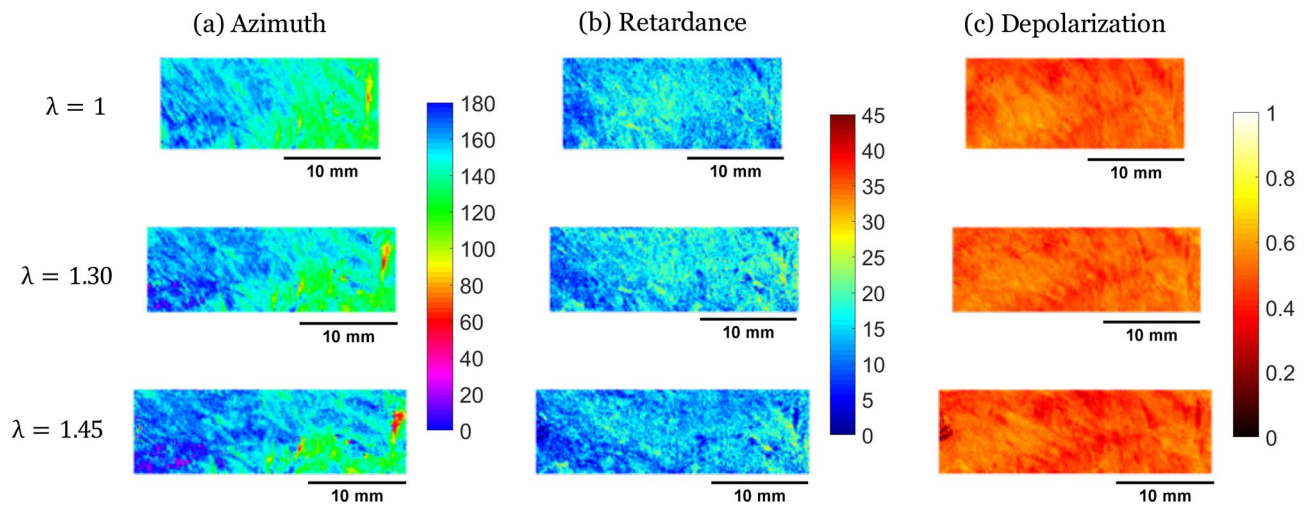 (a) Azimuth
(b) Retardance
(c) Depolarization
λ = 1
10 mm
10 mm
10 mm
λ = 1.30
10 mm
10 mm
10 mm
λ = 1.45
10 mm
10 mm
10 mm
180
160
140
120
100
80
60
40
20
0
45
40
35
30
25
20
15
10
5
0
1
0.8
0.6
0.4
0.2
0